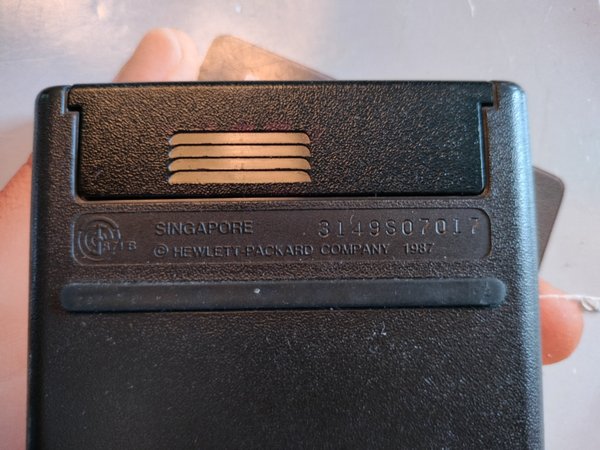 SINGAPORE 3149S07017
© HEWLETT-PACKARD COMPANY 1987